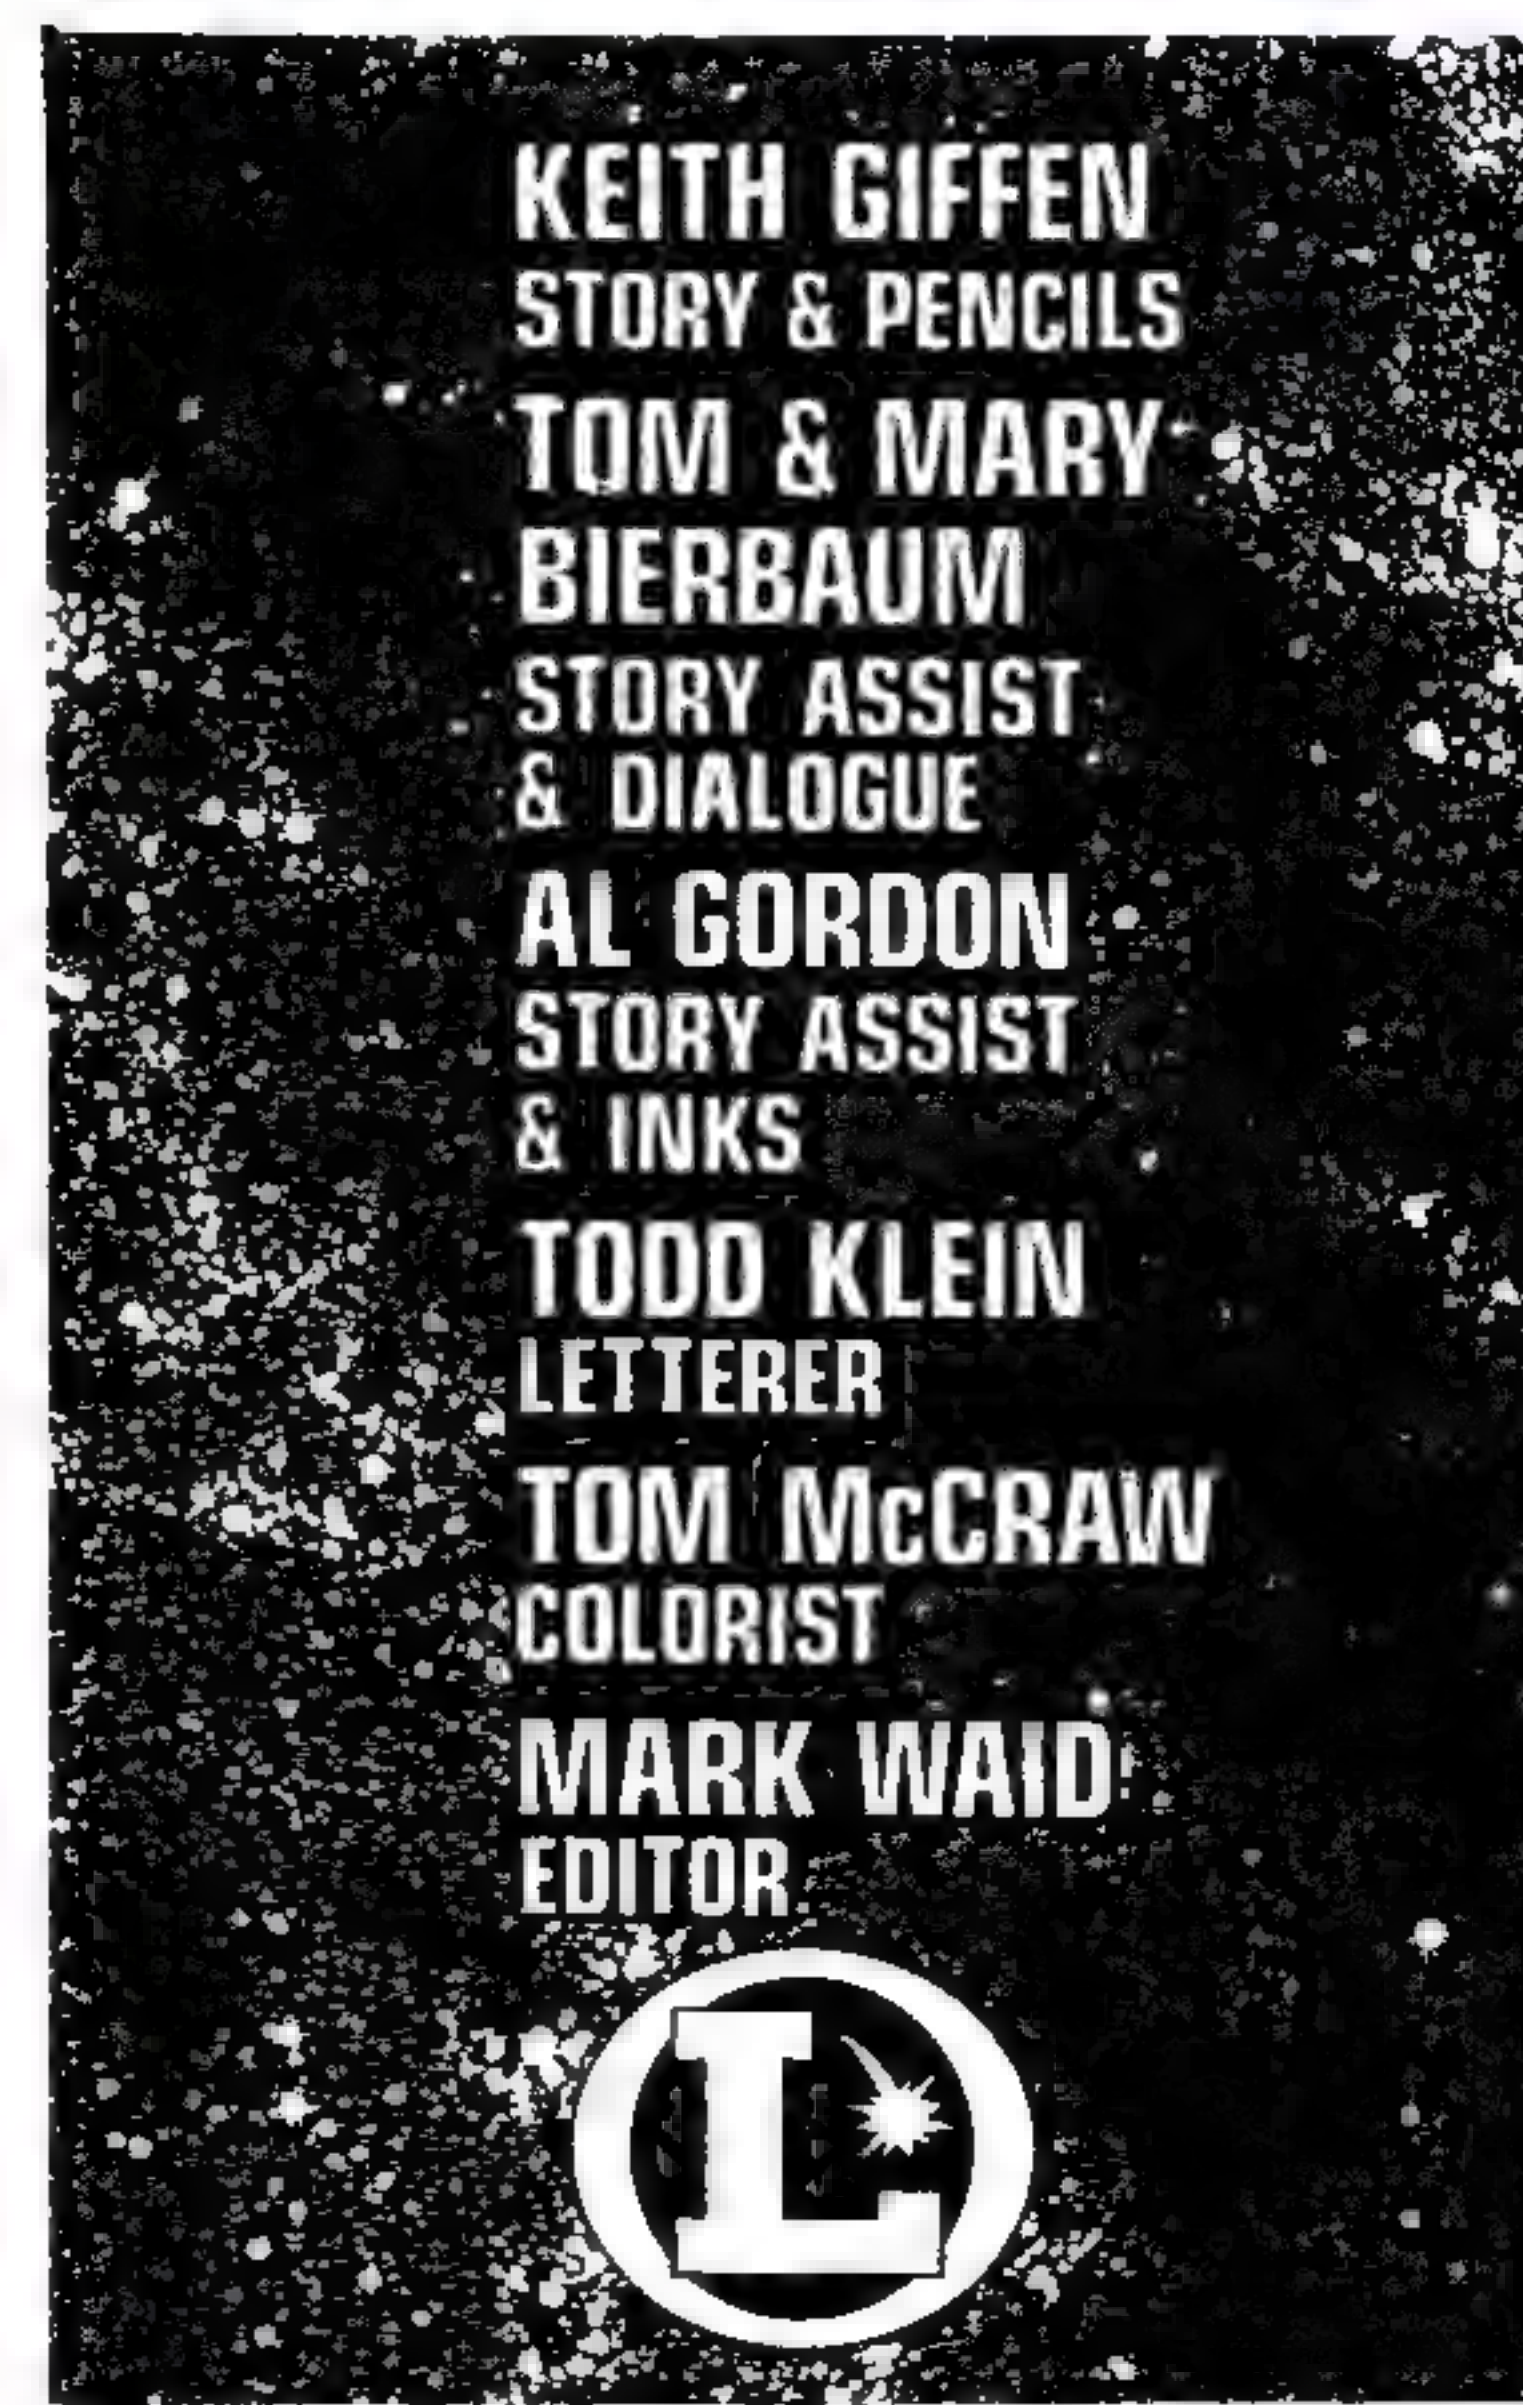 KEITH GIFFEN
STORY & PENCILS
TOM & MARY
BIERBAUM
STORY ASSIST
& DIALOGUE
AL GORDON
STORY ASSIST
& INKS
TODD KLEIN
LETTERER
TOM McCRAW
COLORIST
MARK WAID
EDITOR
L